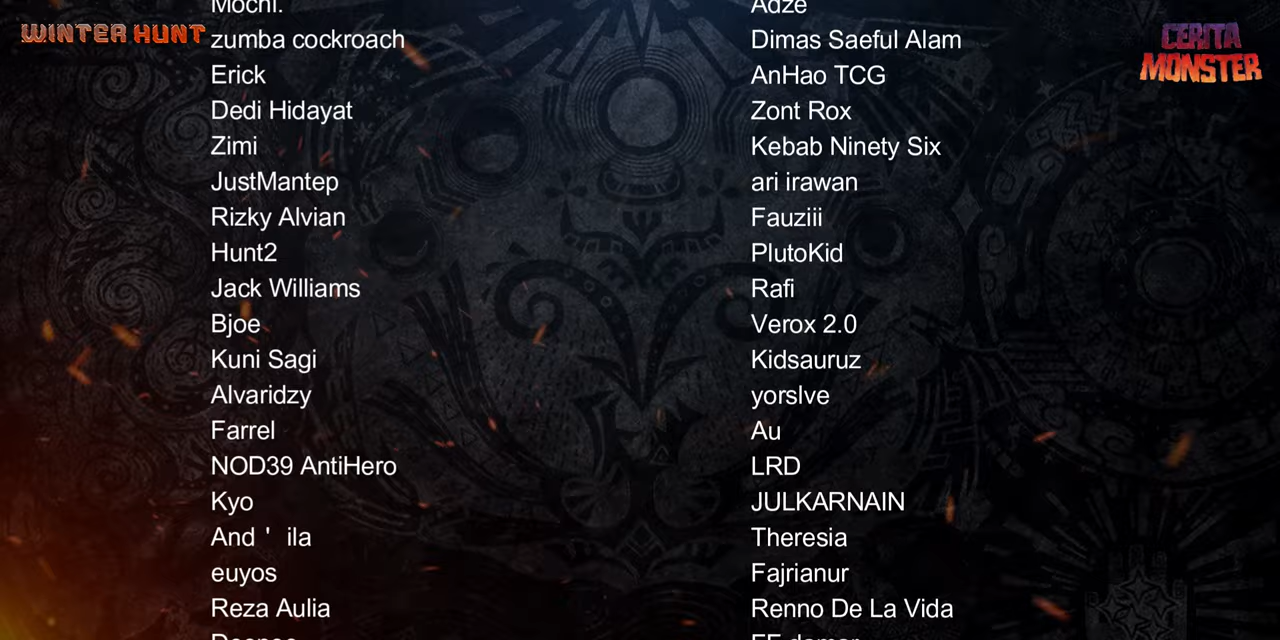 WINTER HUNT
CERITA
MONSTER
Mochi.
zumba cockroach
Erick
Dedi Hidayat
Zimi
JustMantep
Rizky Alvian
Hunt2
Jack Williams
Bjoe
Kuni Sagi
Alvaridzy
Farrel
NOD39 AntiHero
Kyo
And ' ila
euyos
Reza Aulia
Adze
Dimas Saeful Alam
AnHao TCG
Zont Rox
Kebab Ninety Six
ari irawan
Fauziii
PlutoKid
Rafi
Verox 2.0
Kidsauruz
yorslve
Au
LRD
JULKARNAIN
Theresia
Fajrianur
Renno De La Vida